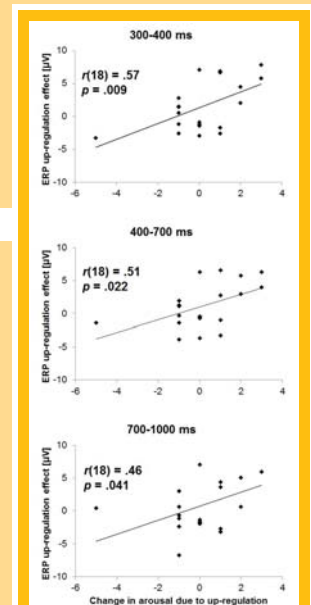 300-400 ms
r(18) = .57
p = .009
ERP up-regulation effect [µV]
10
5
0
-5
-10
-6 -4 -2 0 2 4
400-700 ms
r(18) = .51
p = .022
ERP up-regulation effect [µV]
10
5
0
-5
-10
-6 -4 -2 0 2 4
700-1000 ms
r(18) = .46
p = .041
ERP up-regulation effect [µV]
10
5
0
-5
-10
-6 -4 -2 0 2 4
Change in arousal due to up-regulation